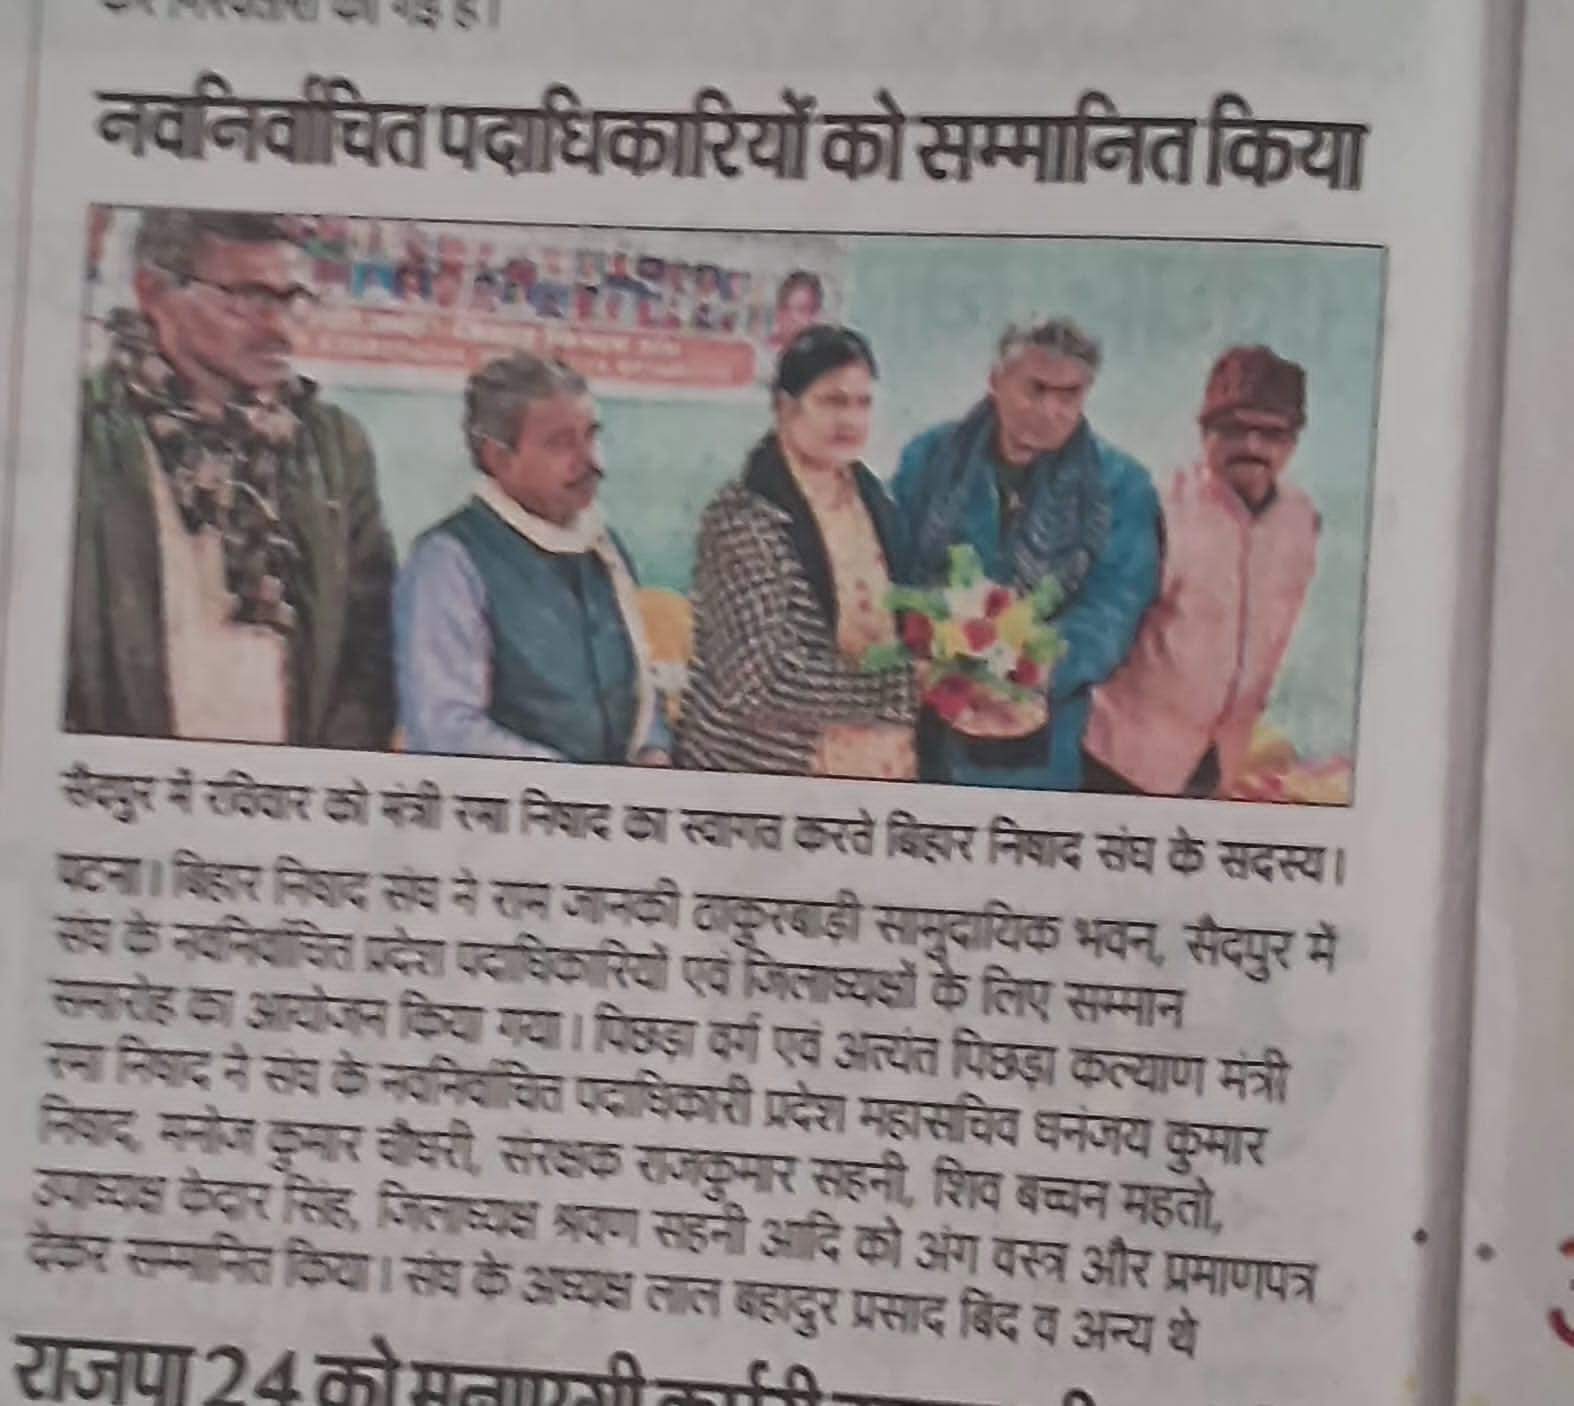 नवनिर्वाचित पदाधिकारियों को सम्मानित किया
सैदपुर में रविवार को मंत्री रमा निषाद का स्वागत करते बिहार निषाद संघ के सदस्य।
पटना। बिहार निषाद संघ ने राम जानकी ठाकुरबाड़ी सामुदायिक भवन, सैदपुर में
संघ के नवनिर्वाचित प्रदेश पदाधिकारियों एवं जिलाध्यक्षों के लिए सम्मान
समारोह का आयोजन किया गया। पिछड़ा वर्ग एवं अत्यंत पिछड़ा कल्याण मंत्री
रमा निषाद ने संघ के नवनिर्वाचित पदाधिकारी प्रदेश महासचिव धनंजय कुमार
निषाद, मनोज कुमार चौधरी, संरक्षक राजकुमार सहनी, शिव बच्चन महतो,
उपाध्यक्ष केदार सिंह, जिलाध्यक्ष श्रवण सहनी आदि को अंग वस्त्र और प्रमाणपत्र
देकर सम्मानित किया। संघ के अध्यक्ष लाल बहादुर प्रसाद बिंद व अन्य थे
राजपा 24 को